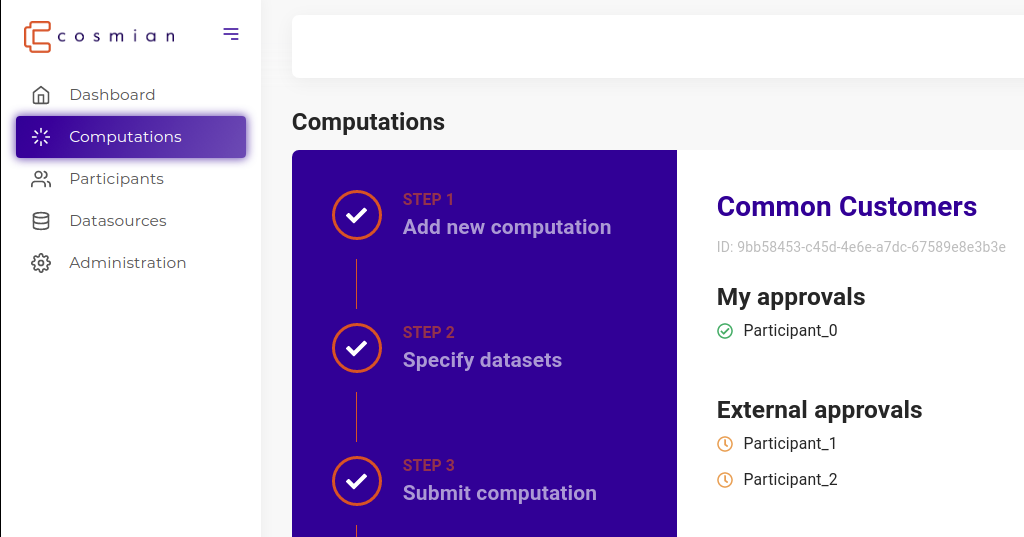 cosmian
Dashboard
Computations
Participants
Datasources
Administration
Computations
STEP 1
Add new computation
STEP 2
Specify datasets
STEP 3
Submit computation
Common Customers
ID: 9bb58453-c45d-4e6e-a7dc-67589e8e3b3e
My approvals
Participant_0
External approvals
Participant_1
Participant_2